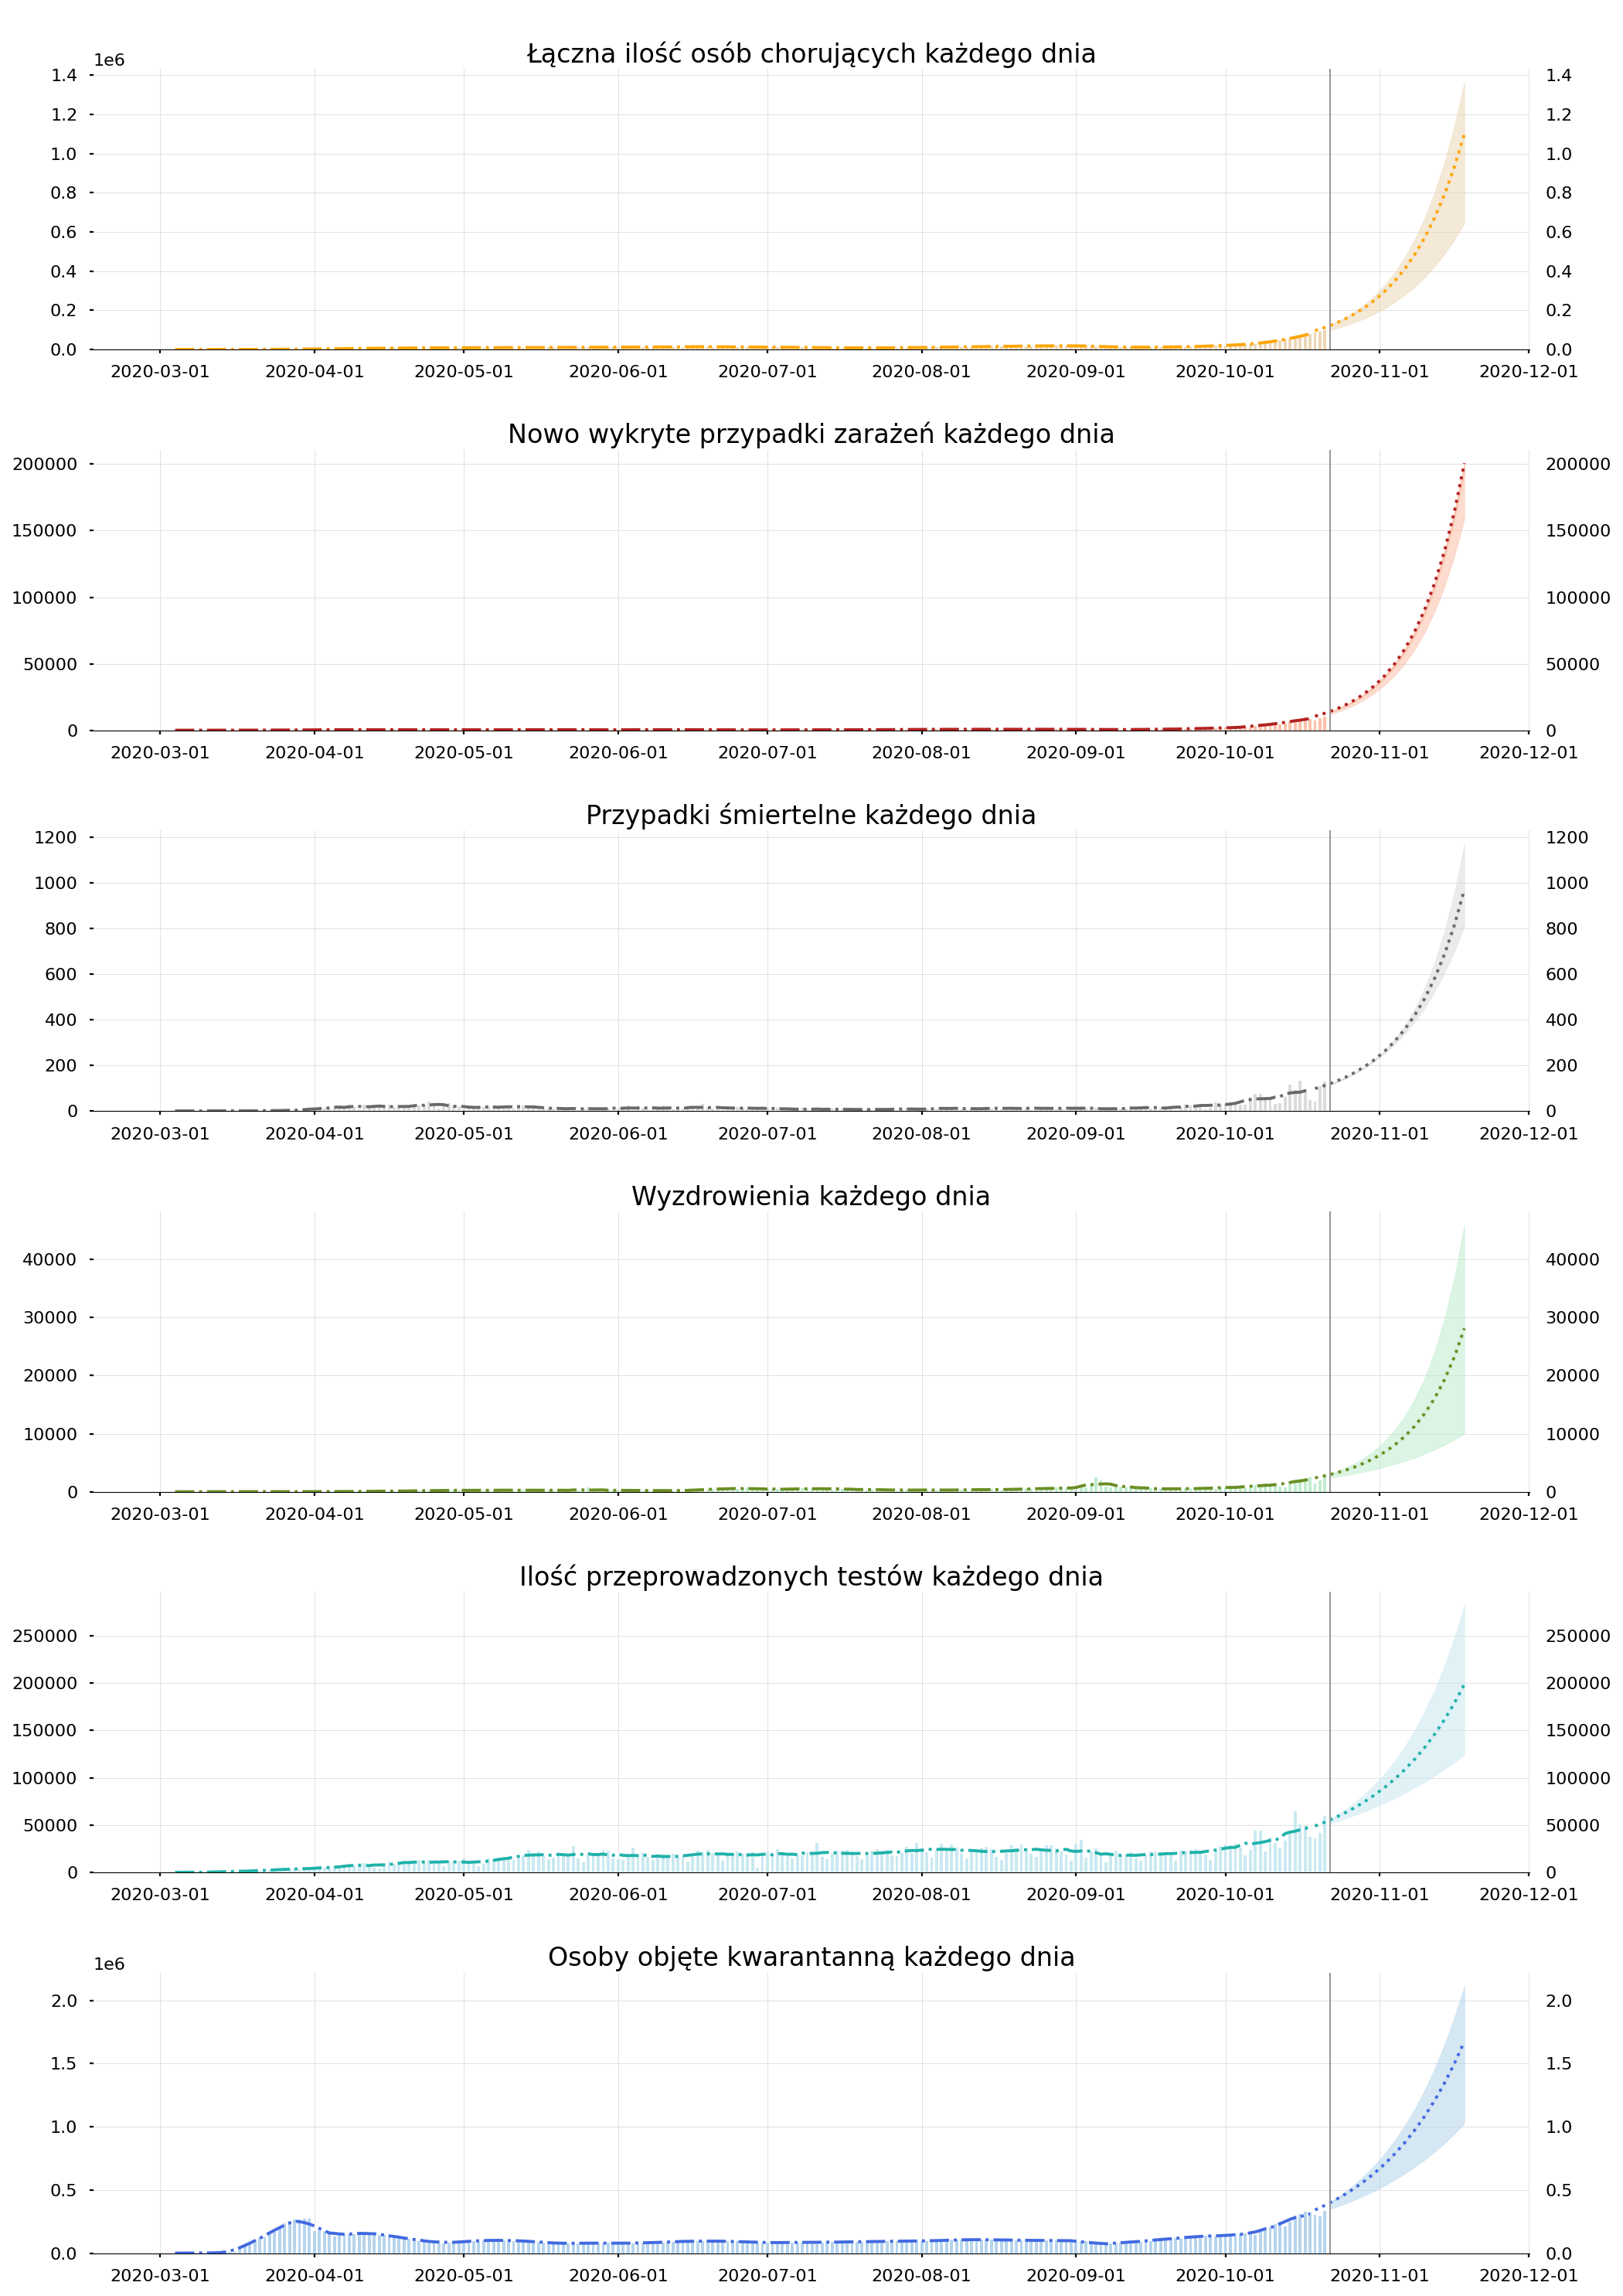 Łączna ilość osób chorujących każdego dnia
1e6
1.4 1.4
1.2 1.2
1.0 1.0
0.8 0.8
0.6 0.6
0.4 0.4
0.2 0.2
0.0 0.0
2020-03-01 2020-04-01 2020-05-01 2020-06-01 2020-07-01 2020-08-01 2020-09-01 2020-10-01 2020-11-01 2020-12-01
Nowo wykryte przypadki zarażeń każdego dnia
200000 200000
150000 150000
100000 100000
50000 50000
0 0
2020-03-01 2020-04-01 2020-05-01 2020-06-01 2020-07-01 2020-08-01 2020-09-01 2020-10-01 2020-11-01 2020-12-01
Przypadki śmiertelne każdego dnia
1200 1200
1000 1000
800 800
600 600
400 400
200 200
0 0
2020-03-01 2020-04-01 2020-05-01 2020-06-01 2020-07-01 2020-08-01 2020-09-01 2020-10-01 2020-11-01 2020-12-01
Wyzdrowienia każdego dnia
40000 40000
30000 30000
20000 20000
10000 10000
0 0
2020-03-01 2020-04-01 2020-05-01 2020-06-01 2020-07-01 2020-08-01 2020-09-01 2020-10-01 2020-11-01 2020-12-01
Ilość przeprowadzonych testów każdego dnia
250000 250000
200000 200000
150000 150000
100000 100000
50000 50000
0 0
2020-03-01 2020-04-01 2020-05-01 2020-06-01 2020-07-01 2020-08-01 2020-09-01 2020-10-01 2020-11-01 2020-12-01
Osoby objęte kwarantanną każdego dnia
1e6
2.0 2.0
1.5 1.5
1.0 1.0
0.5 0.5
0.0 0.0
2020-03-01 2020-04-01 2020-05-01 2020-06-01 2020-07-01 2020-08-01 2020-09-01 2020-10-01 2020-11-01 2020-12-01